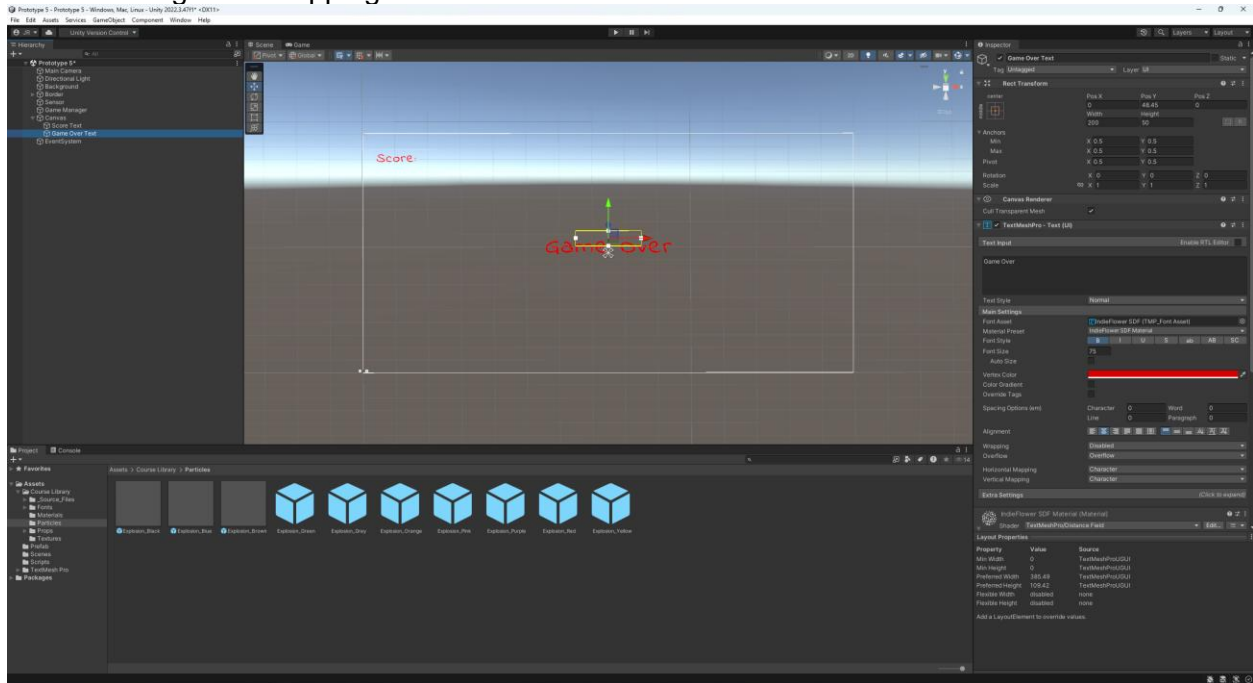 Prototype 5 - Prototype 5 - Windows, Mac, Linux - Unity 2022.3.47f1* <DX11>
File Edit Assets Services GameObject Component Window Help
Unity Version Control
Layers Layout
Hierarchy
All
Prototype 5*
Main Camera
Directional Light
Background
Border
Sensor
Game Manager
Canvas
Score Text
Game Over Text
EventSystem
Scene Game
Pivot Global
2D
Score:
Game Over
Inspector
Game Over Text Static
Tag Untagged Layer UI
Rect Transform
center Pos X Pos Y Pos Z
0 48.45 0
Width Height
200 50
Anchors
Min X 0.5 Y 0.5
Max X 0.5 Y 0.5
Pivot X 0.5 Y 0.5
Rotation X 0 Y 0 Z 0
Scale X 1 Y 1 Z 1
Canvas Renderer
Cull Transparent Mesh
TextMeshPro - Text (UI)
Text Input Enable RTL Editor
Game Over
Text Style Normal
Main Settings
Font Asset IndieFlower SDF (TMP_Font Asset)
Material Preset IndieFlower SDF Material
Font Style B I U S ab AB SC
Font Size 75
Auto Size
Vertex Color
Color Gradient
Override Tags
Spacing Options (em) Character 0 Word 0
Line 0 Paragraph 0
Alignment
Wrapping Disabled
Overflow Overflow
Horizontal Mapping Character
Vertical Mapping Character
Extra Settings (Click to expand)
IndieFlower SDF Material (Material)
Shader TextMeshPro/Distance Field Edit...
Layout Properties
Property Value Source
Min Width 0 TextMeshProUGUI
Min Height 0 TextMeshProUGUI
Preferred Width 385.49 TextMeshProUGUI
Preferred Height 109.42 TextMeshProUGUI
Flexible Width disabled none
Flexible Height disabled none
Add a LayoutElement to override values.
Project Console
14
Favorites
Assets > Course Library > Particles
Assets
Course Library
_Source_Files
Fonts
Materials
Particles
Props
Textures
Prefab
Scenes
Scripts
TextMesh Pro
Packages
Explosion_Black Explosion_Blue Explosion_Brown Explosion_Green Explosion_Grey Explosion_Orange Explosion_Pink Explosion_Purple Explosion_Red Explosion_Yellow